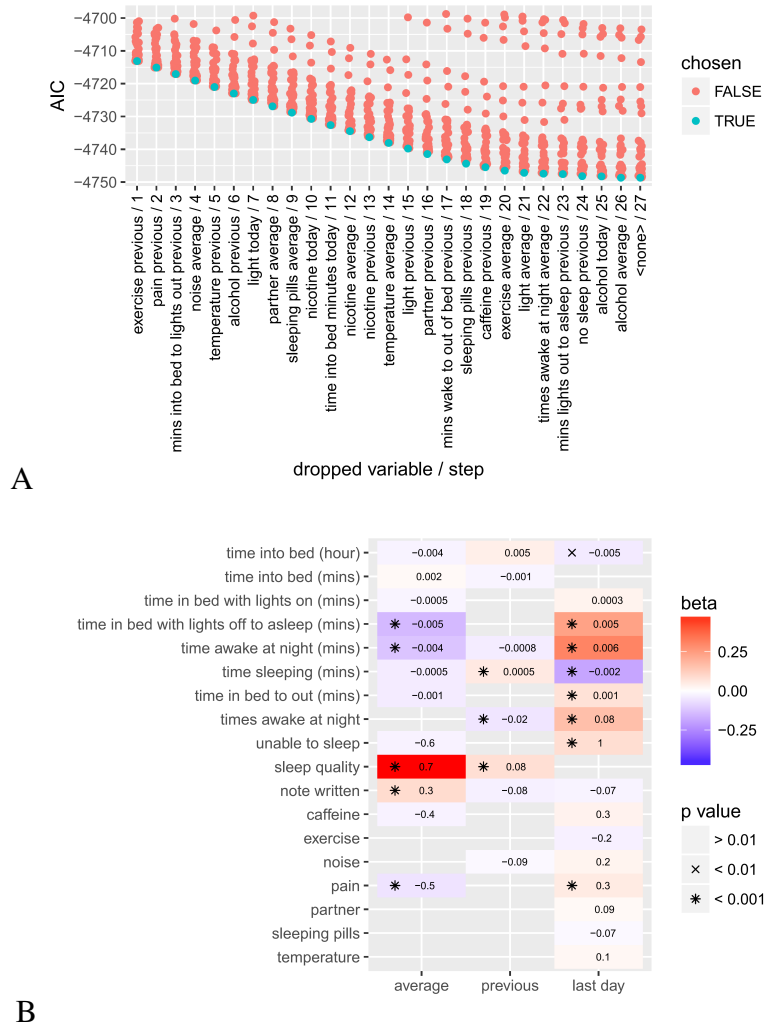 AIC
−4700
−4710
−4720
−4730
−4740
−4750
chosen
FALSE
TRUE
exercise previous / 1
pain previous / 2
mins into bed to lights out previous / 3
noise average / 4
temperature previous / 5
alcohol previous / 6
light today / 7
partner average / 8
sleeping pills average / 9
nicotine today / 10
time into bed minutes today / 11
nicotine average / 12
nicotine previous / 13
temperature average / 14
light previous / 15
partner previous / 16
mins wake to out of bed previous / 17
sleeping pills previous / 18
caffeine previous / 19
exercise average / 20
light average / 21
times awake at night average / 22
mins lights out to asleep previous / 23
no sleep previous / 24
alcohol today / 25
alcohol average / 26
<none> / 27
dropped variable / step
A
time into bed (hour) −0.004 0.005 −0.005
time into bed (mins) 0.002 −0.001
time in bed with lights on (mins) −0.0005 0.0003
time in bed with lights off to asleep (mins) −0.005 0.005
time awake at night (mins) −0.004 −0.0008 0.006
time sleeping (mins) −0.0005 0.0005 −0.002
time in bed to out (mins) −0.001 0.001
times awake at night −0.02 0.08
unable to sleep −0.6 1
sleep quality 0.7 0.08
note written 0.3 −0.08 −0.07
caffeine −0.4 0.3
exercise −0.2
noise −0.09 0.2
pain −0.5 0.3
partner 0.09
sleeping pills −0.07
temperature 0.1
average previous last day
beta
0.25
0.00
−0.25
p value
> 0.01
< 0.01
< 0.001
B